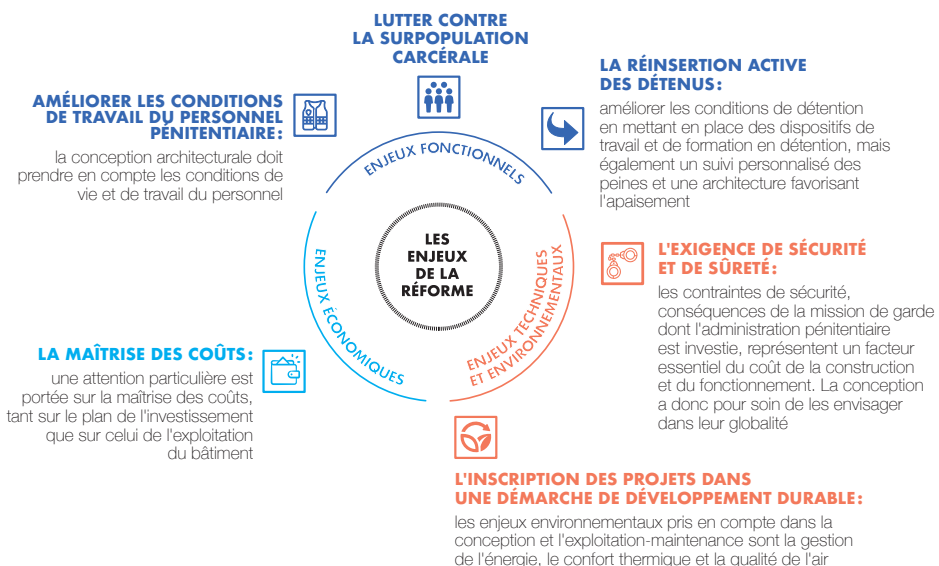 LUTTER CONTRE
LA SURPOPULATION
CARCÉRALE
AMÉLIORER LES CONDITIONS
DE TRAVAIL DU PERSONNEL
PÉNITENTIAIRE :
la conception architecturale doit
prendre en compte les conditions de
vie et de travail du personnel
LA RÉINSERTION ACTIVE
DES DÉTENUS :
améliorer les conditions de détention
en mettant en place des dispositifs de
travail et de formation en détention, mais
également un suivi personnalisé des
peines et une architecture favorisant
l'apaisement
ENJEUX FONCTIONNELS
LES
ENJEUX
DE LA
RÉFORME
ENJEUX ÉCONOMIQUES
ENJEUX TECHNIQUES
ET ENVIRONNEMENTAUX
L'EXIGENCE DE SÉCURITÉ
ET DE SÛRETÉ :
les contraintes de sécurité,
conséquences de la mission de garde
dont l'administration pénitentiaire
est investie, représentent un facteur
essentiel du coût de la construction
et du fonctionnement. La conception
a donc pour soin de les envisager
dans leur globalité
LA MAÎTRISE DES COÛTS :
une attention particulière est
portée sur la maîtrise des coûts,
tant sur le plan de l'investissement
que sur celui de l'exploitation
du bâtiment
L'INSCRIPTION DES PROJETS DANS
UNE DÉMARCHE DE DÉVELOPPEMENT DURABLE :
les enjeux environnementaux pris en compte dans la
conception et l'exploitation-maintenance sont la gestion
de l'énergie, le confort thermique et la qualité de l'air